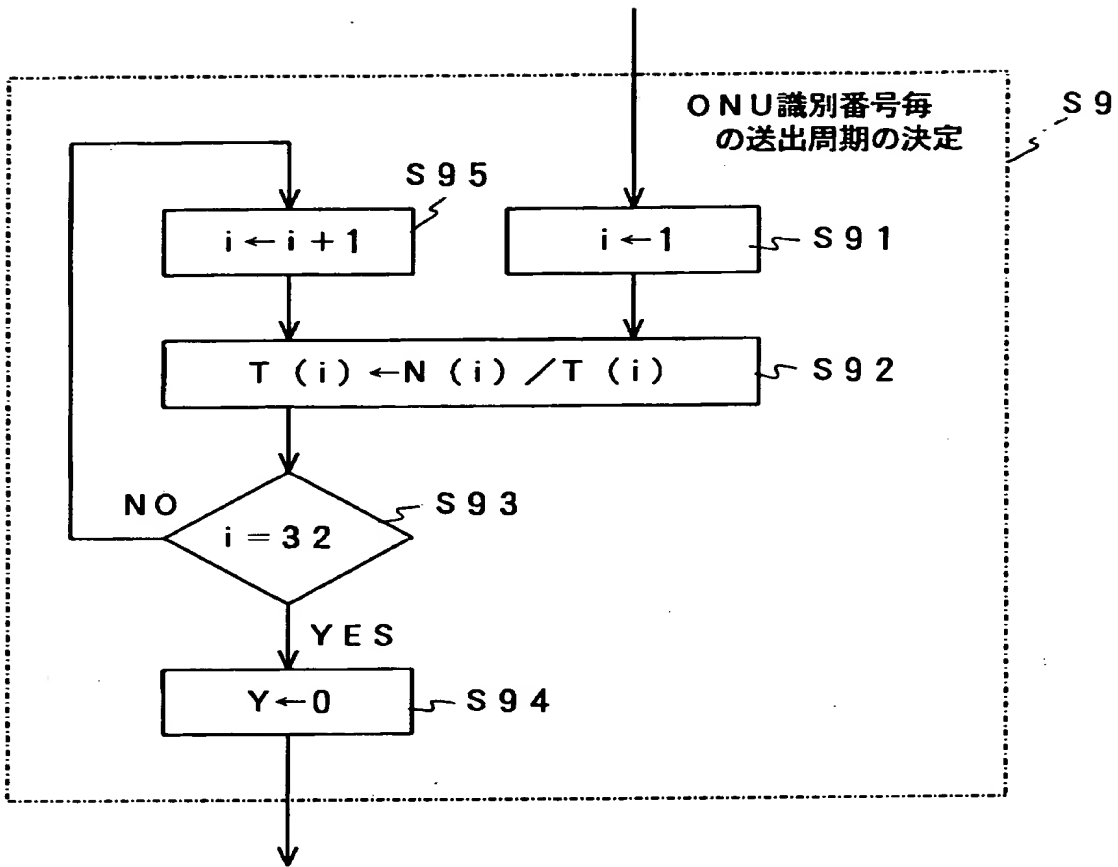 ONU識別番号毎
の送出周期の決定
S9
S95
i←i+1
i←1
S91
T(i)←N(i)/T(i)
S92
NO
S93
i=32
YES
Y←0
S94